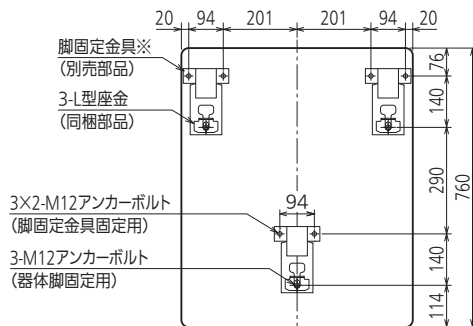 20 94 201 201 94 20
脚固定金具※
(別売部品)
3-L型座金
(同梱部品)
76
140
290
760
3×2-M12アンカーボルト
(脚固定金具固定用)
94
3-M12アンカーボルト
(器体脚固定用)
140
114